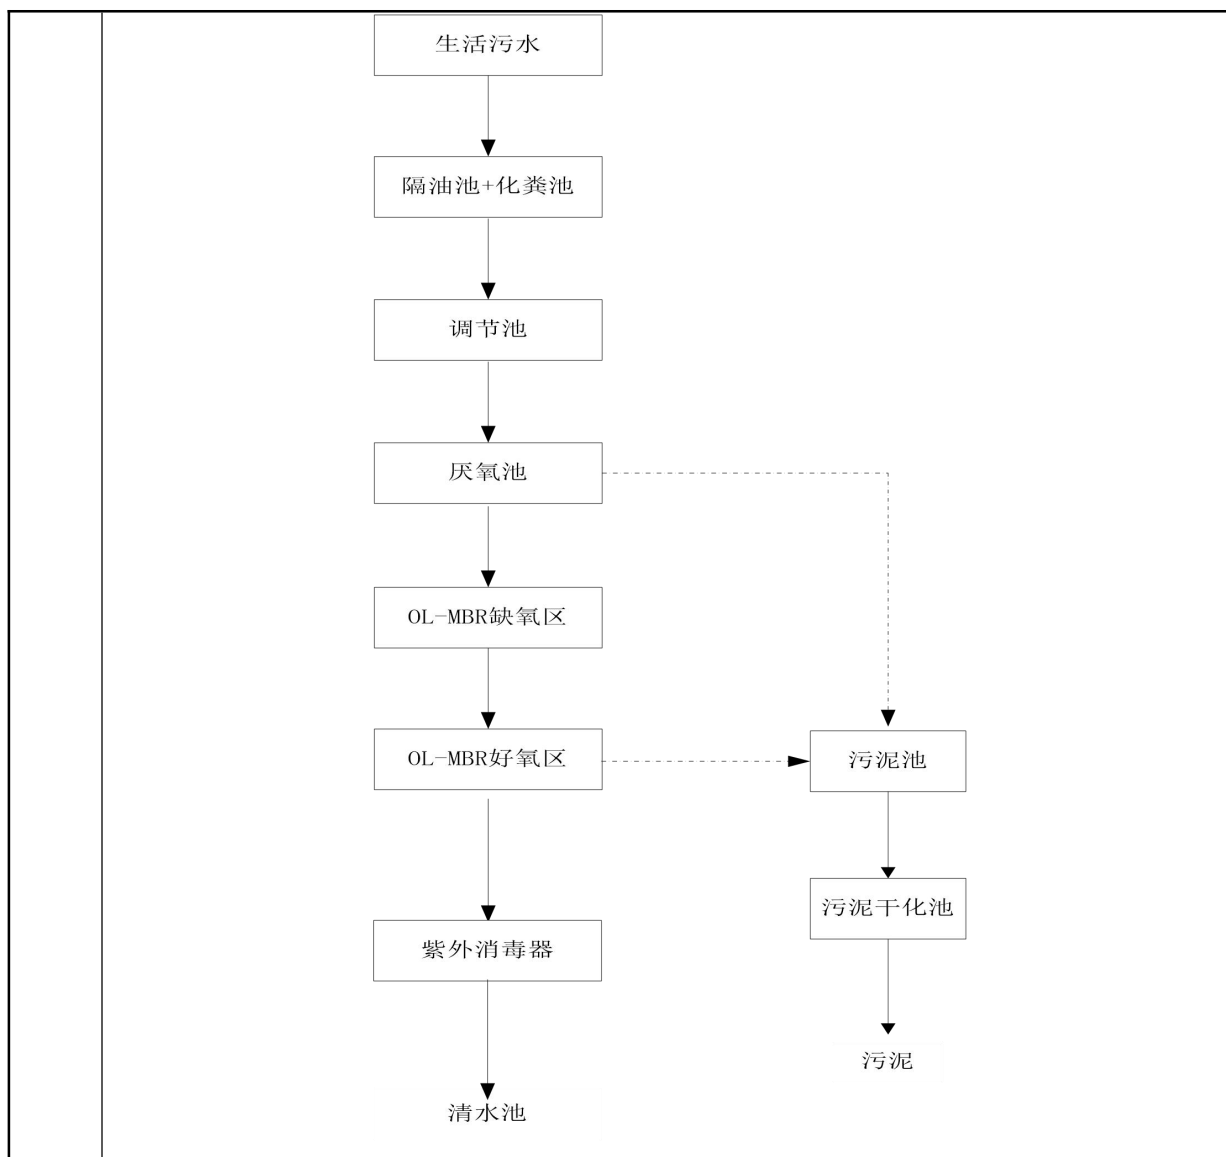 生活污水
隔油池+化粪池
调节池
厌氧池
OL-MBR缺氧区
OL-MBR好氧区
污泥池
污泥干化池
紫外消毒器
污泥
清水池